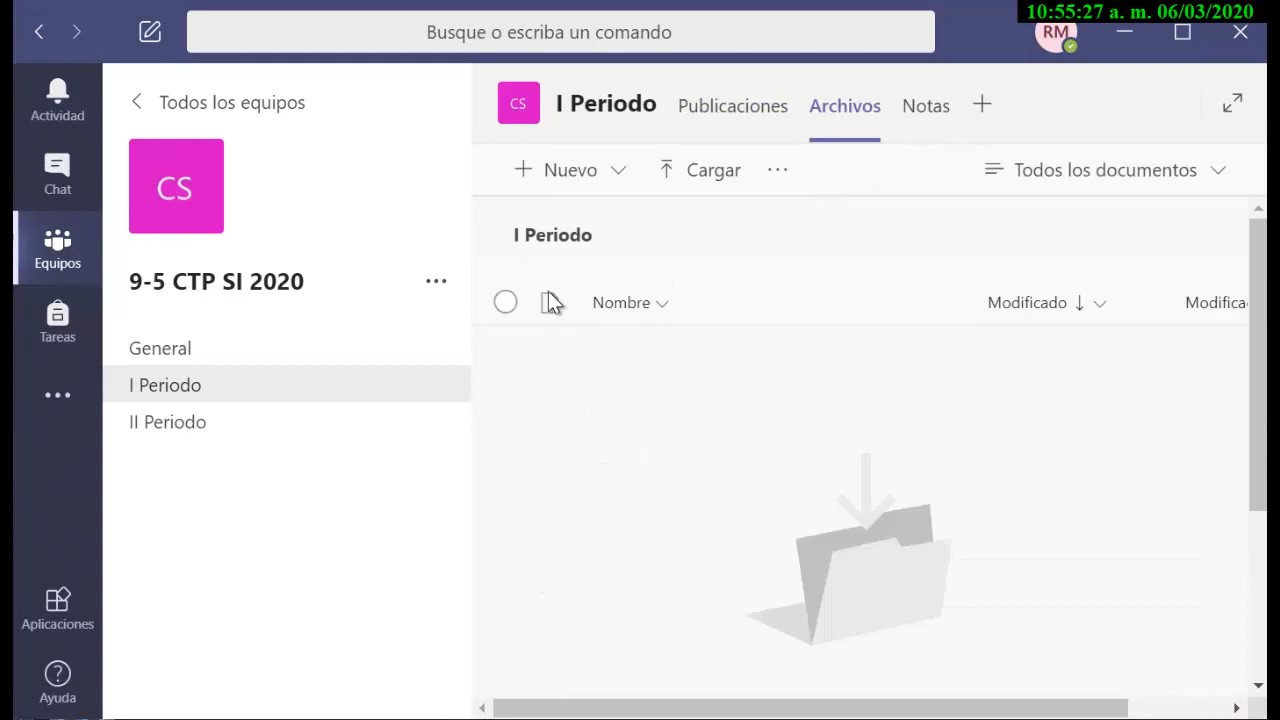 10:55:27 a. m. 06/03/2020
Busque o escriba un comando
RM
Actividad
Chat
Equipos
Tareas
Aplicaciones
Ayuda
Todos los equipos
CS
9-5 CTP SI 2020
General
I Periodo
II Periodo
CS
I Periodo
Publicaciones
Archivos
Notas
Nuevo
Cargar
Todos los documentos
I Periodo
Nombre
Modificado
Modifica